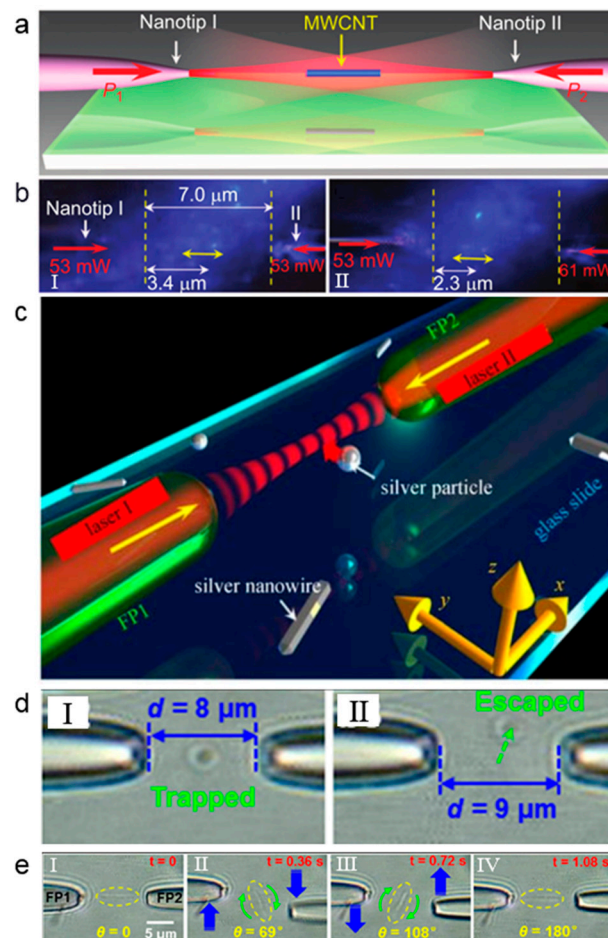 a
Nanotip I
MWCNT
Nanotip II
P1
P2
b
7.0 μm
Nanotip I
II
53 mW
53 mW
3.4 μm
I
53 mW
61 mW
2.3 μm
II
c
FP2
laser II
laser I
silver particle
glass slide
silver nanowire
FP1
z
y
x
d
I
d = 8 μm
Trapped
II
Escaped
d = 9 μm
e
I
t = 0
FP1
FP2
5 μm
θ = 0
II
t = 0.36 s
θ = 69°
III
t = 0.72 s
θ = 108°
IV
t = 1.08 s
θ = 180°